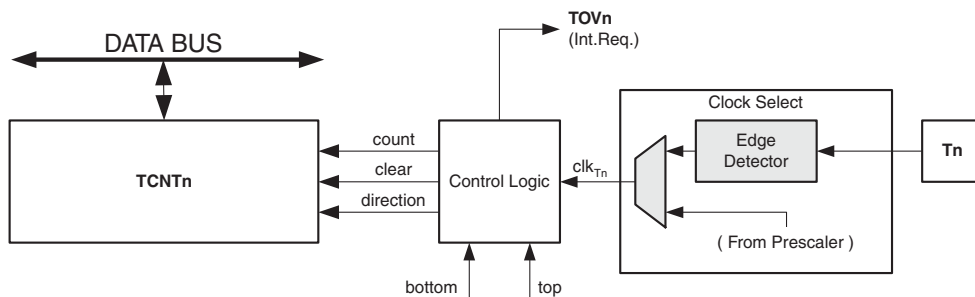 TOVn
(Int.Req.)
DATA BUS
Clock Select
TCNTn
count
clear
direction
Control Logic
clkTn
Edge
Detector
Tn
( From Prescaler )
bottom
top